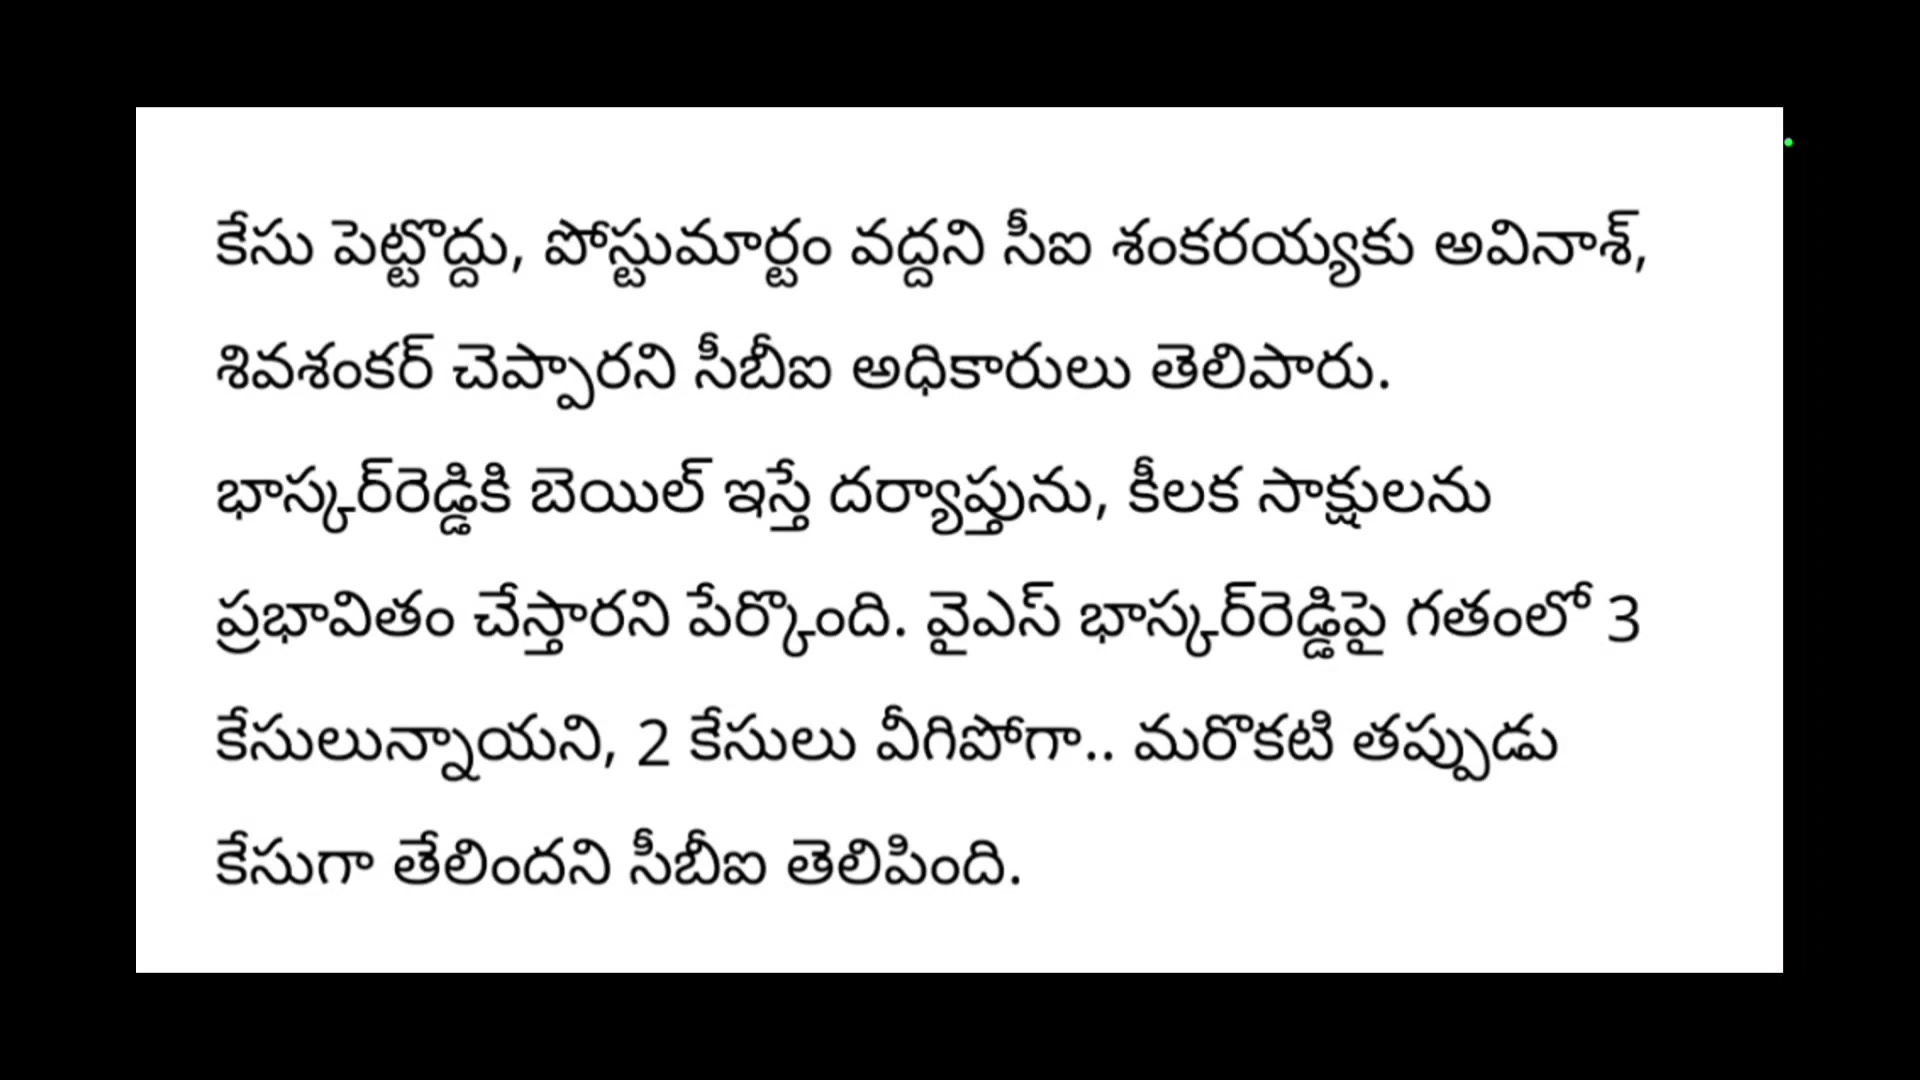 కేసు పెట్టొద్దు, పోస్టుమార్టం వద్దని సీఐ శంకరయ్యకు అవినాశ్,
శివశంకర్ చెప్పారని సీబీఐ అధికారులు తెలిపారు.
భాస్కర్‌రెడ్డికి బెయిల్ ఇస్తే దర్యాప్తును, కీలక సాక్షులను
ప్రభావితం చేస్తారని పేర్కొంది. వైఎస్ భాస్కర్‌రెడ్డిపై గతంలో 3
కేసులున్నాయని, 2 కేసులు వీగిపోగా.. మరొకటి తప్పుడు
కేసుగా తేలిందని సీబీఐ తెలిపింది.